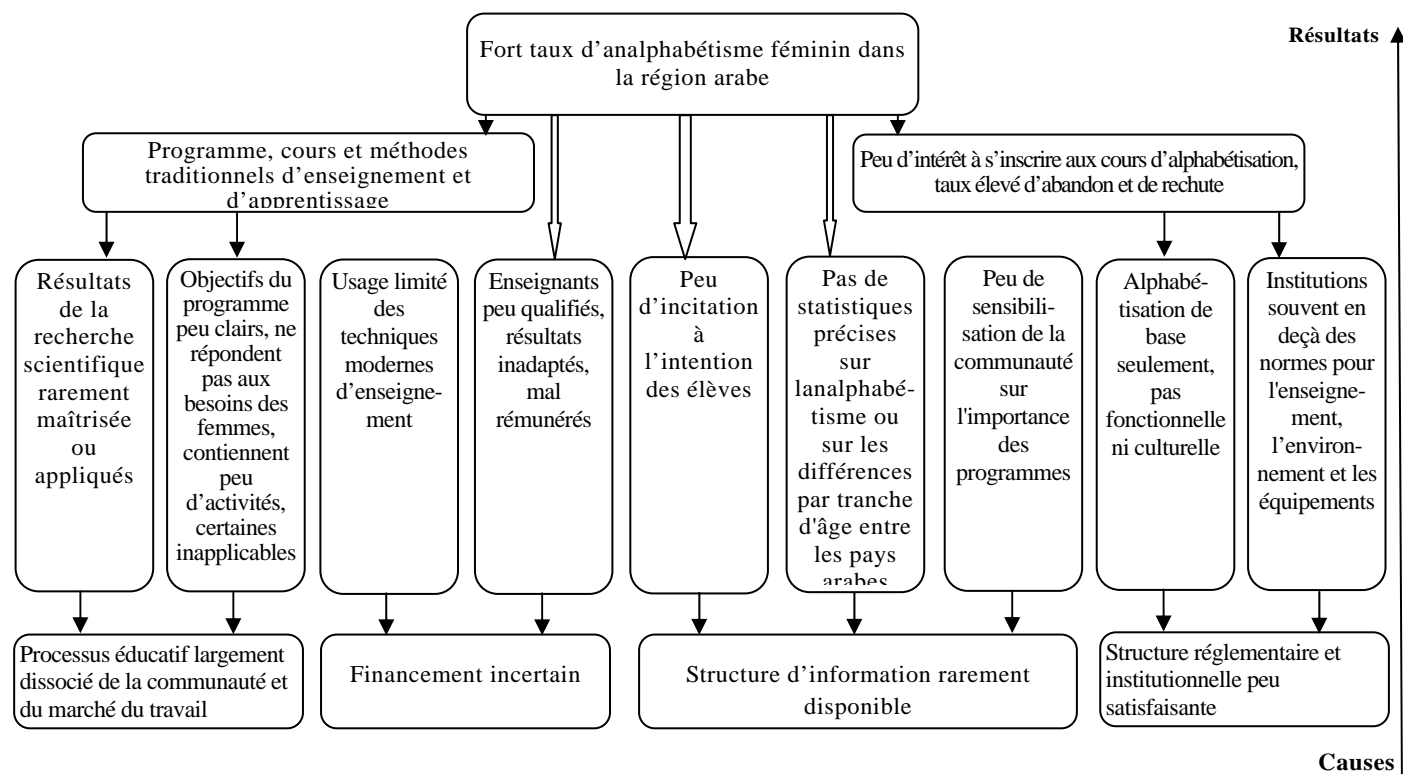 Fort taux d’analphabétisme féminin dans
la région arabe
Résultats
Programme, cours et méthodes
traditionnels d’enseignement et
d’apprentissage
Peu d’intérêt à s’inscrire aux cours d’alphabétisation,
taux élevé d’abandon et de rechute
Résultats
de la
recherche
scientifique
rarement
maîtrisée
ou
appliqués
Objectifs du
programme
peu clairs, ne
répondent
pas aux
besoins des
femmes,
contiennent
peu
d’activités,
certaines
inapplicables
Usage limité
des
techniques
modernes
d’enseigne-
ment
Enseignants
peu qualifiés,
résultats
inadaptés,
mal
rémunérés
Peu
d’incitation
à
l’intention
des élèves
Pas de
statistiques
précises
sur
lanalphabé-
tisme ou
sur les
différences
par tranche
d'âge entre
les pays
arabes
Peu de
sensibili-
sation de la
communauté
sur
l'importance
des
programmes
Alphabé-
tisation de
base
seulement,
pas
fonctionnelle
ni culturelle
Institutions
souvent en
deçà des
normes pour
l'enseigne-
ment,
l’environ-
nement et les
équipements
Processus éducatif largement
dissocié de la communauté et
du marché du travail
Financement incertain
Structure d’information rarement
disponible
Structure réglementaire et
institutionnelle peu
satisfaisante
Causes